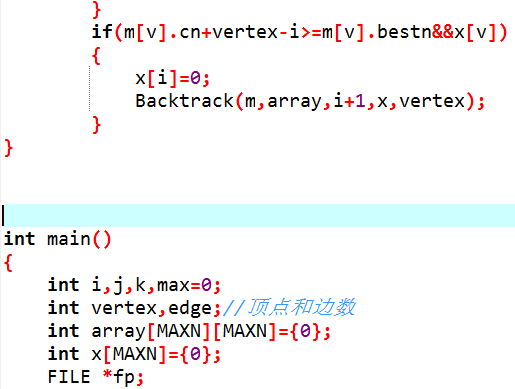 }
if(m[v].cn+vertex-i>=m[v].bestn&&x[v])
{
x[i]=0;
Backtrack(m,array,i+1,x,vertex);
}
}
int main()
{
int i,j,k,max=0;
int vertex,edge;//顶点和边数
int array[MAXN][MAXN]={0};
int x[MAXN]={0};
FILE *fp;